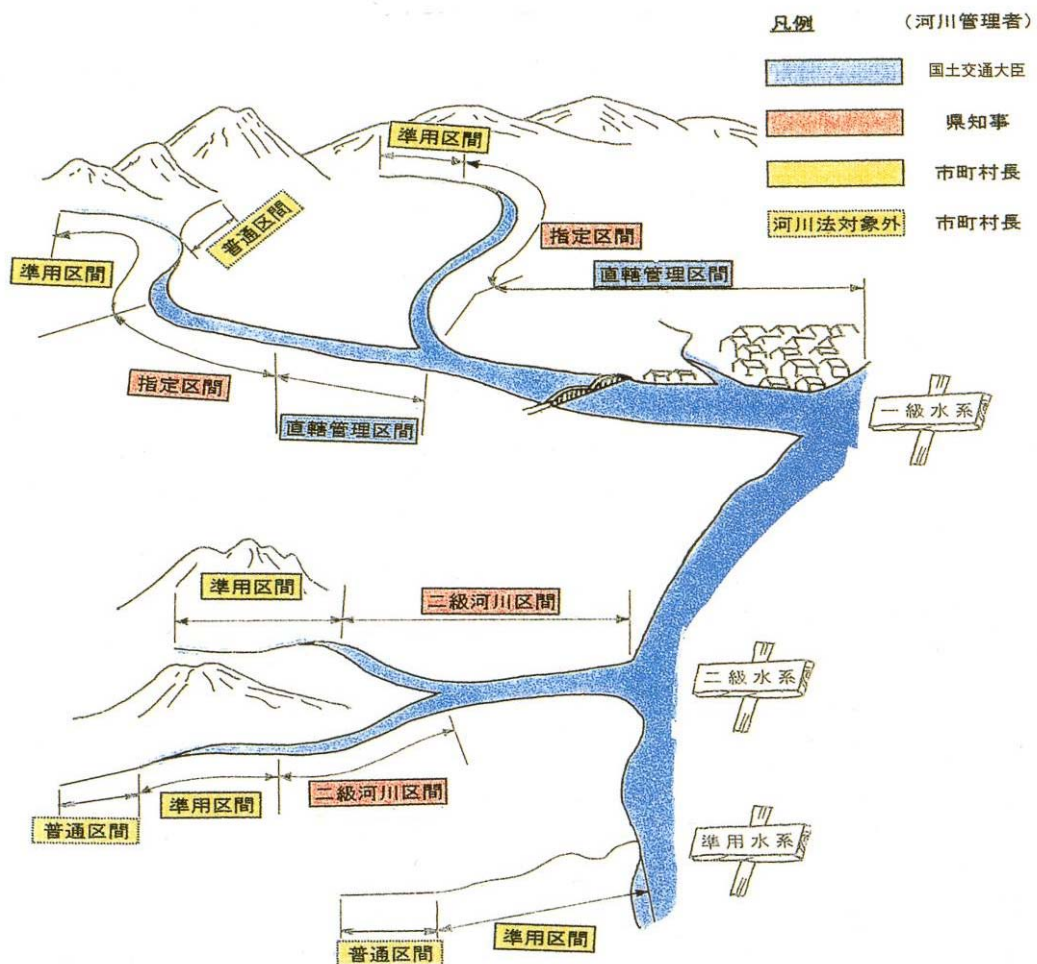 凡例 (河川管理者)
国土交通大臣
県知事
市町村長
河川法対象外 市町村長
準用区間
普通区間
指定区間
準用区間
直轄管理区間
指定区間
直轄管理区間
一級水系
準用区間
二級河川区間
二級水系
準用区間
二級河川区間
普通区間
準用水系
準用区間
普通区間